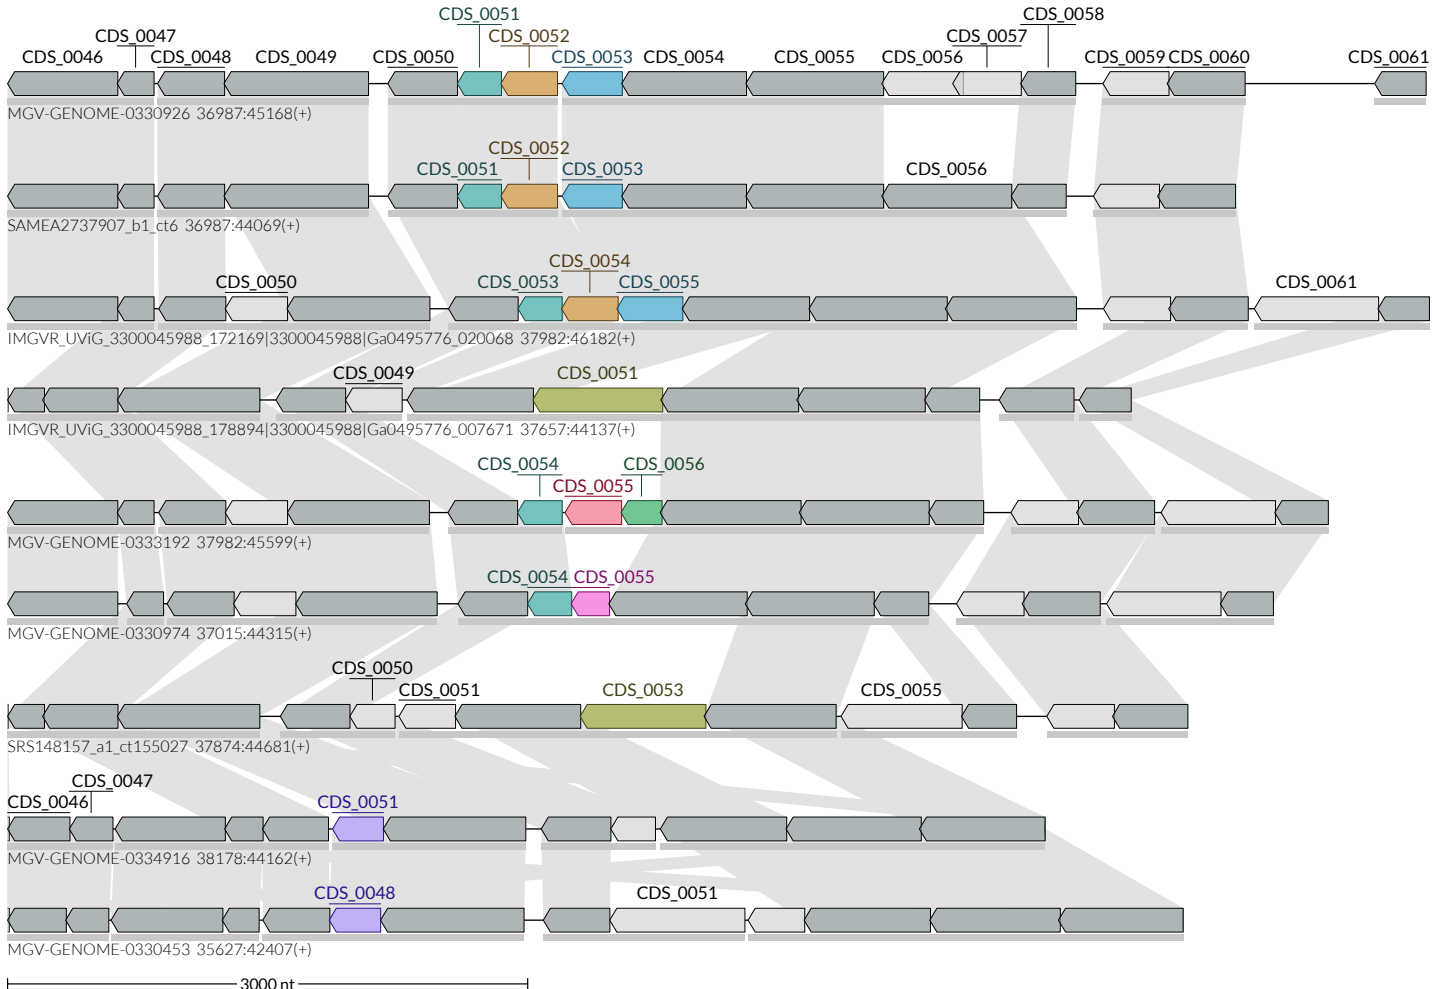 CDS_0051
CDS_0058
CDS_0047
CDS_0052
CDS_0057
CDS_0046
CDS_0048
CDS_0049
CDS_0050
CDS_0053
CDS_0054
CDS_0055
CDS_0056
CDS_0059
CDS_0060
CDS_0061
MGV-GENOME-0330926 36987:45168(+)
CDS_0052
CDS_0051
CDS_0053
CDS_0056
SAMEA2737907_b1_ct6 36987:44069(+)
CDS_0054
CDS_0050
CDS_0053
CDS_0055
CDS_0061
IMGVR_UViG_3300045988_172169|3300045988|Ga0495776_020068 37982:46182(+)
CDS_0049
CDS_0051
IMGVR_UViG_3300045988_178894|3300045988|Ga0495776_007671 37657:44137(+)
CDS_0054
CDS_0056
CDS_0055
MGV-GENOME-0333192 37982:45599(+)
CDS_0054
CDS_0055
MGV-GENOME-0330974 37015:44315(+)
CDS_0050
CDS_0051
CDS_0053
CDS_0055
SRS148157_a1_ct155027 37874:44681(+)
CDS_0047
CDS_0046
CDS_0051
MGV-GENOME-0334916 38178:44162(+)
CDS_0048
CDS_0051
MGV-GENOME-0330453 35627:42407(+)
3000 nt